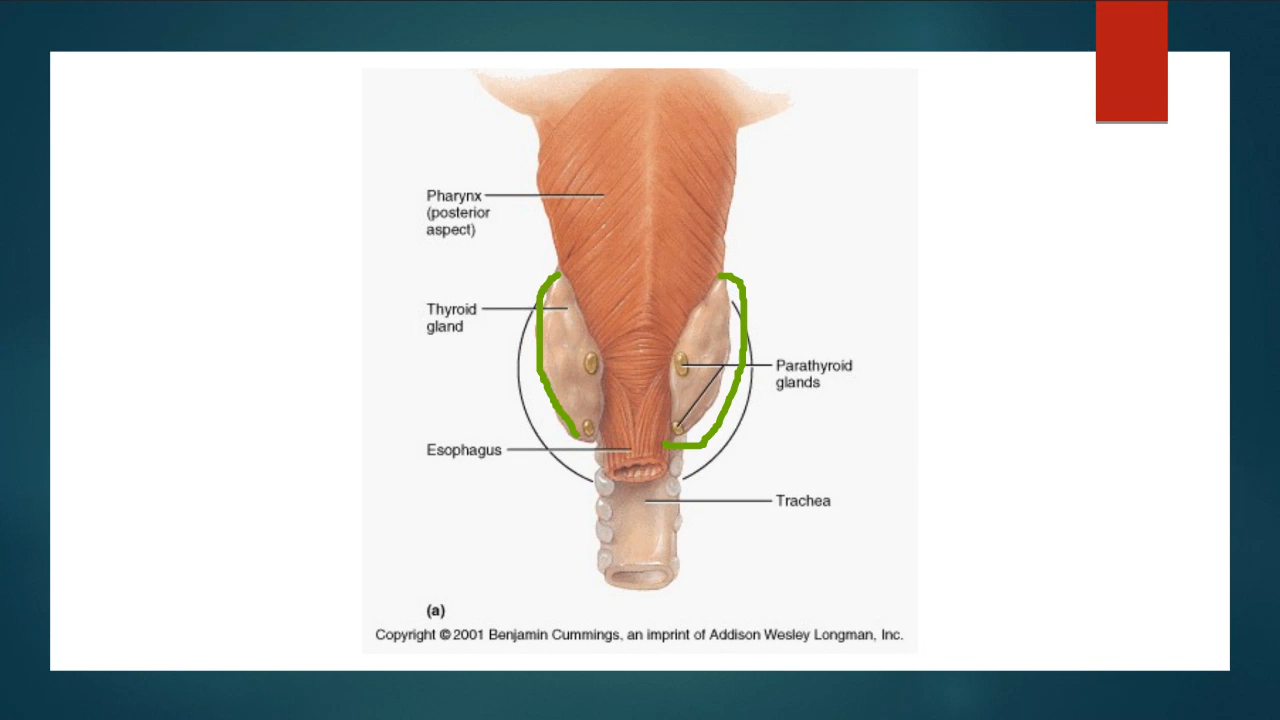 Pharynx
(posterior
aspect)
Thyroid
gland
Parathyroid
glands
Esophagus
Trachea
(a)
Copyright © 2001 Benjamin Cummings, an imprint of Addison Wesley Longman, Inc.